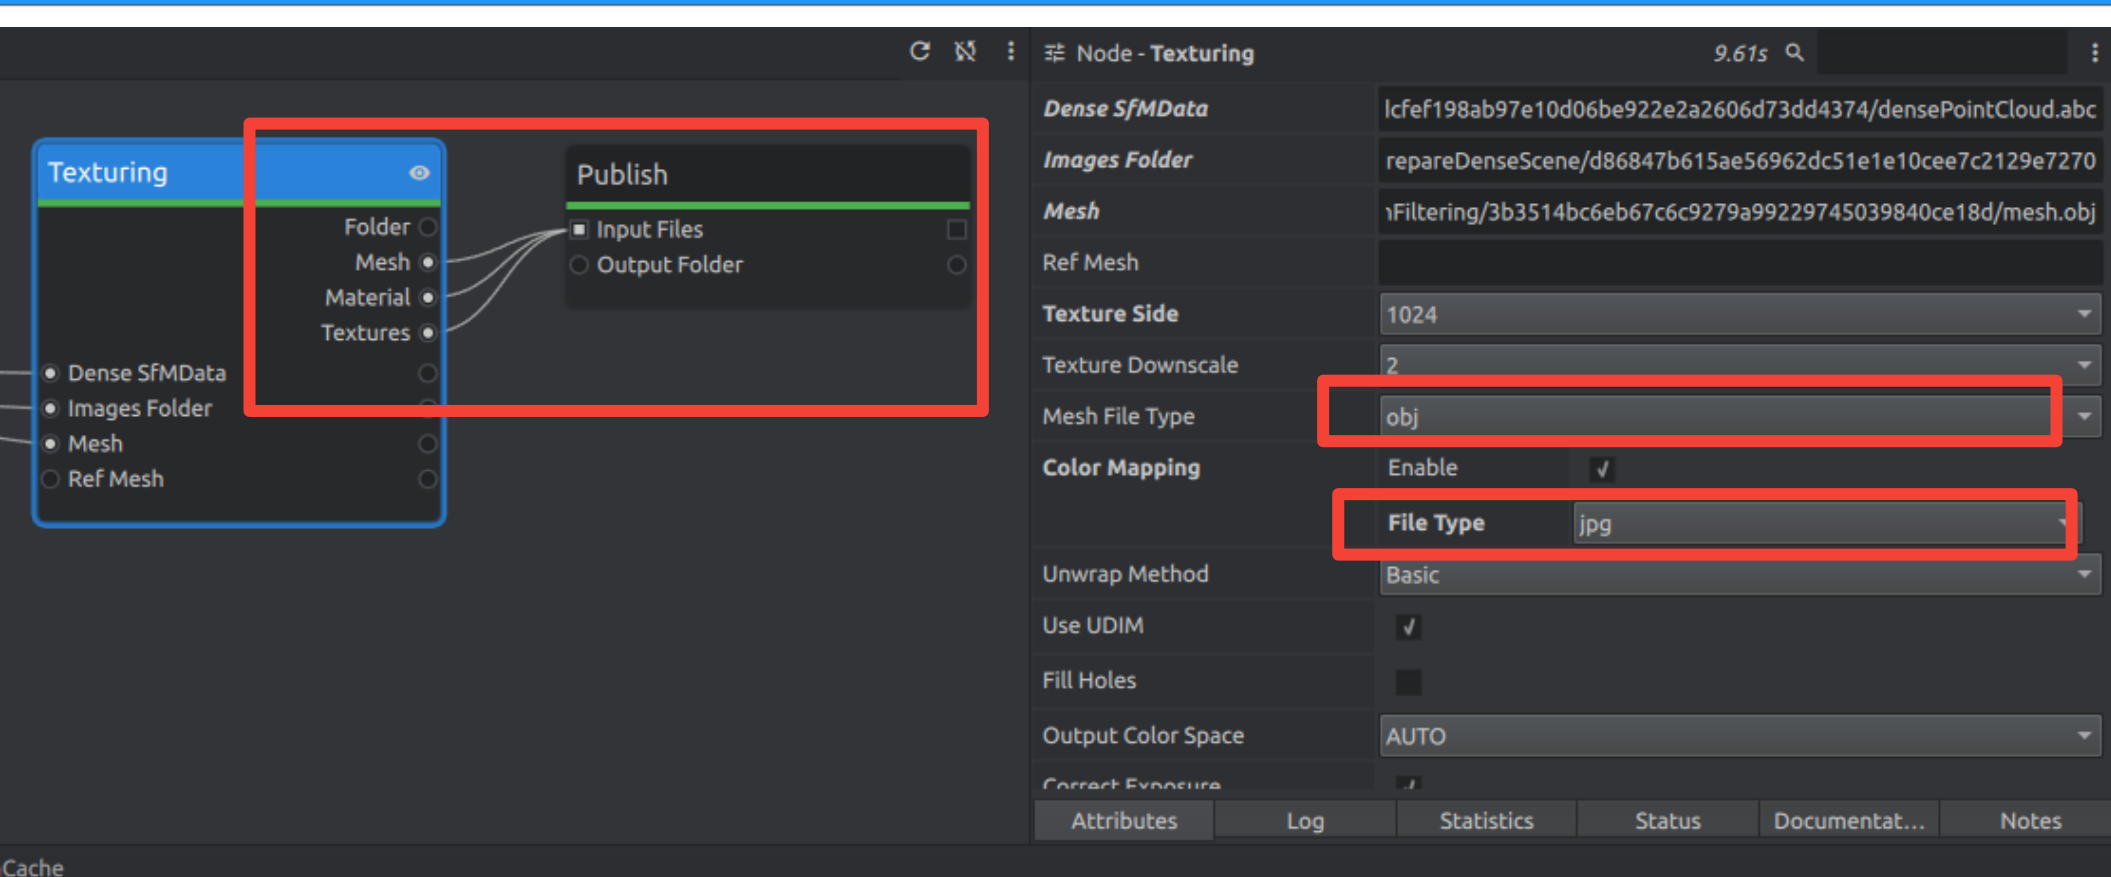 Node - Texturing 9.61s
Texturing
Folder
Mesh
Material
Textures
Dense SfMData
Images Folder
Mesh
Ref Mesh
Publish
Input Files
Output Folder
Dense SfMData lcfef198ab97e10d06be922e2a2606d73dd4374/densePointCloud.abc
Images Folder repareDenseScene/d86847b615ae56962dc51e1e10cee7c2129e7270
Mesh Filtering/3b3514bc6eb67c6c9279a99229745039840ce18d/mesh.obj
Ref Mesh
Texture Side 1024
Texture Downscale 2
Mesh File Type obj
Color Mapping Enable
File Type jpg
Unwrap Method Basic
Use UDIM
Fill Holes
Output Color Space AUTO
Correct Exposure
Attributes Log Statistics Status Documentat... Notes
Cache